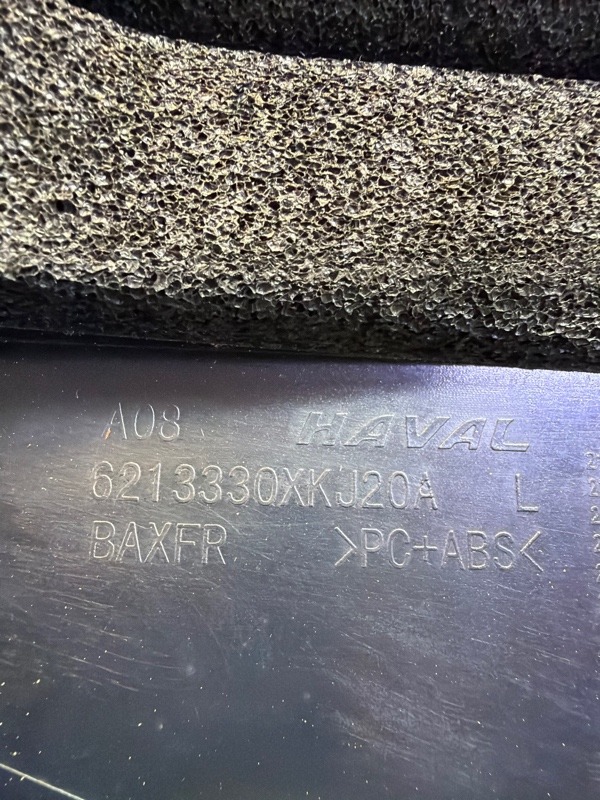 A08 HAVAL
6213330XKJ20A L
BAXFR >PC+ABS<